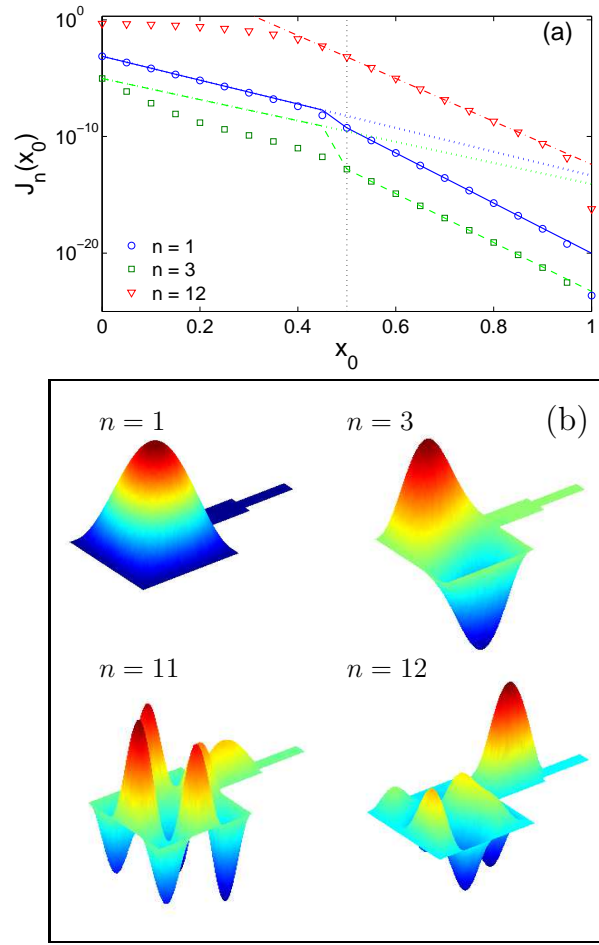 (a)
10^0
10^{-10}
10^{-20}
J_n(x_0)
n = 1
n = 3
n = 12
0 0.2 0.4 0.6 0.8 1
x_0
(b)
n = 1 n = 3
n = 11 n = 12